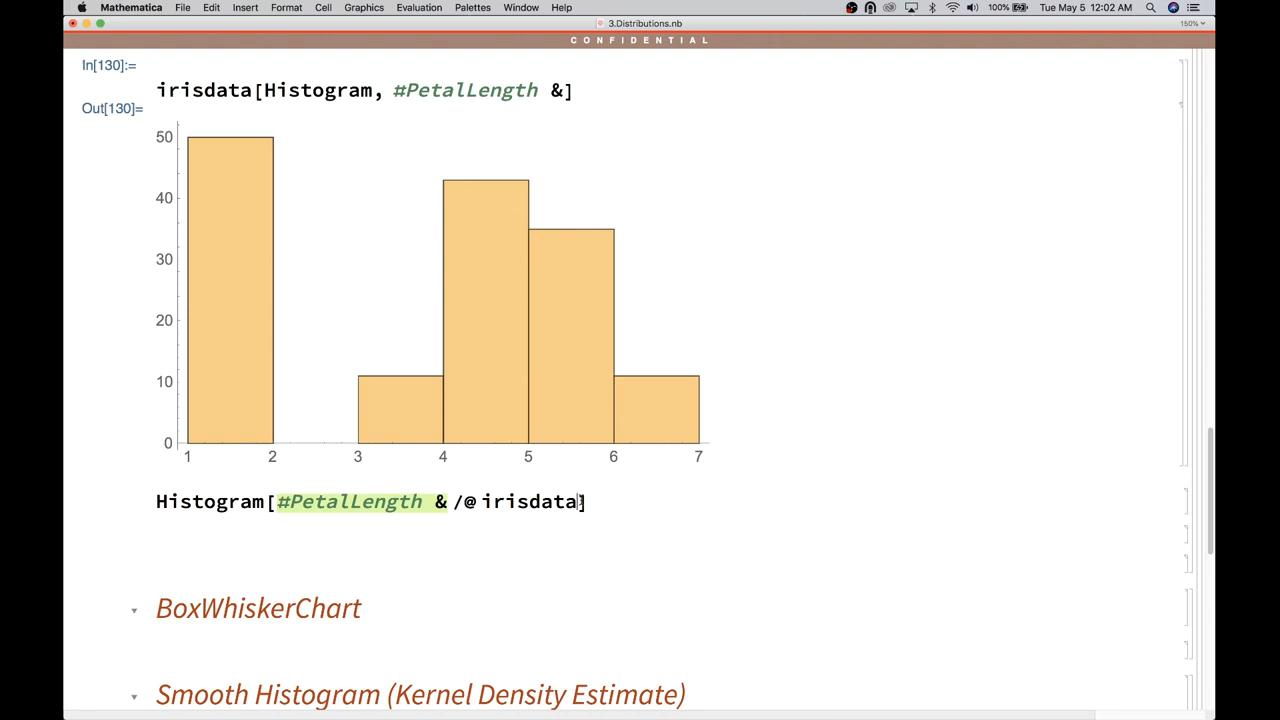 Mathematica File Edit Insert Format Cell Graphics Evaluation Palettes Window Help 100% Tue May 5 12:02 AM
3.Distributions.nb 150%
CONFIDENTIAL
In[130]:=
irisdata[Histogram, #PetalLength &]
Out[130]=
50
40
30
20
10
0
1 2 3 4 5 6 7
Histogram[#PetalLength & /@ irisdata]
BoxWhiskerChart
Smooth Histogram (Kernel Density Estimate)